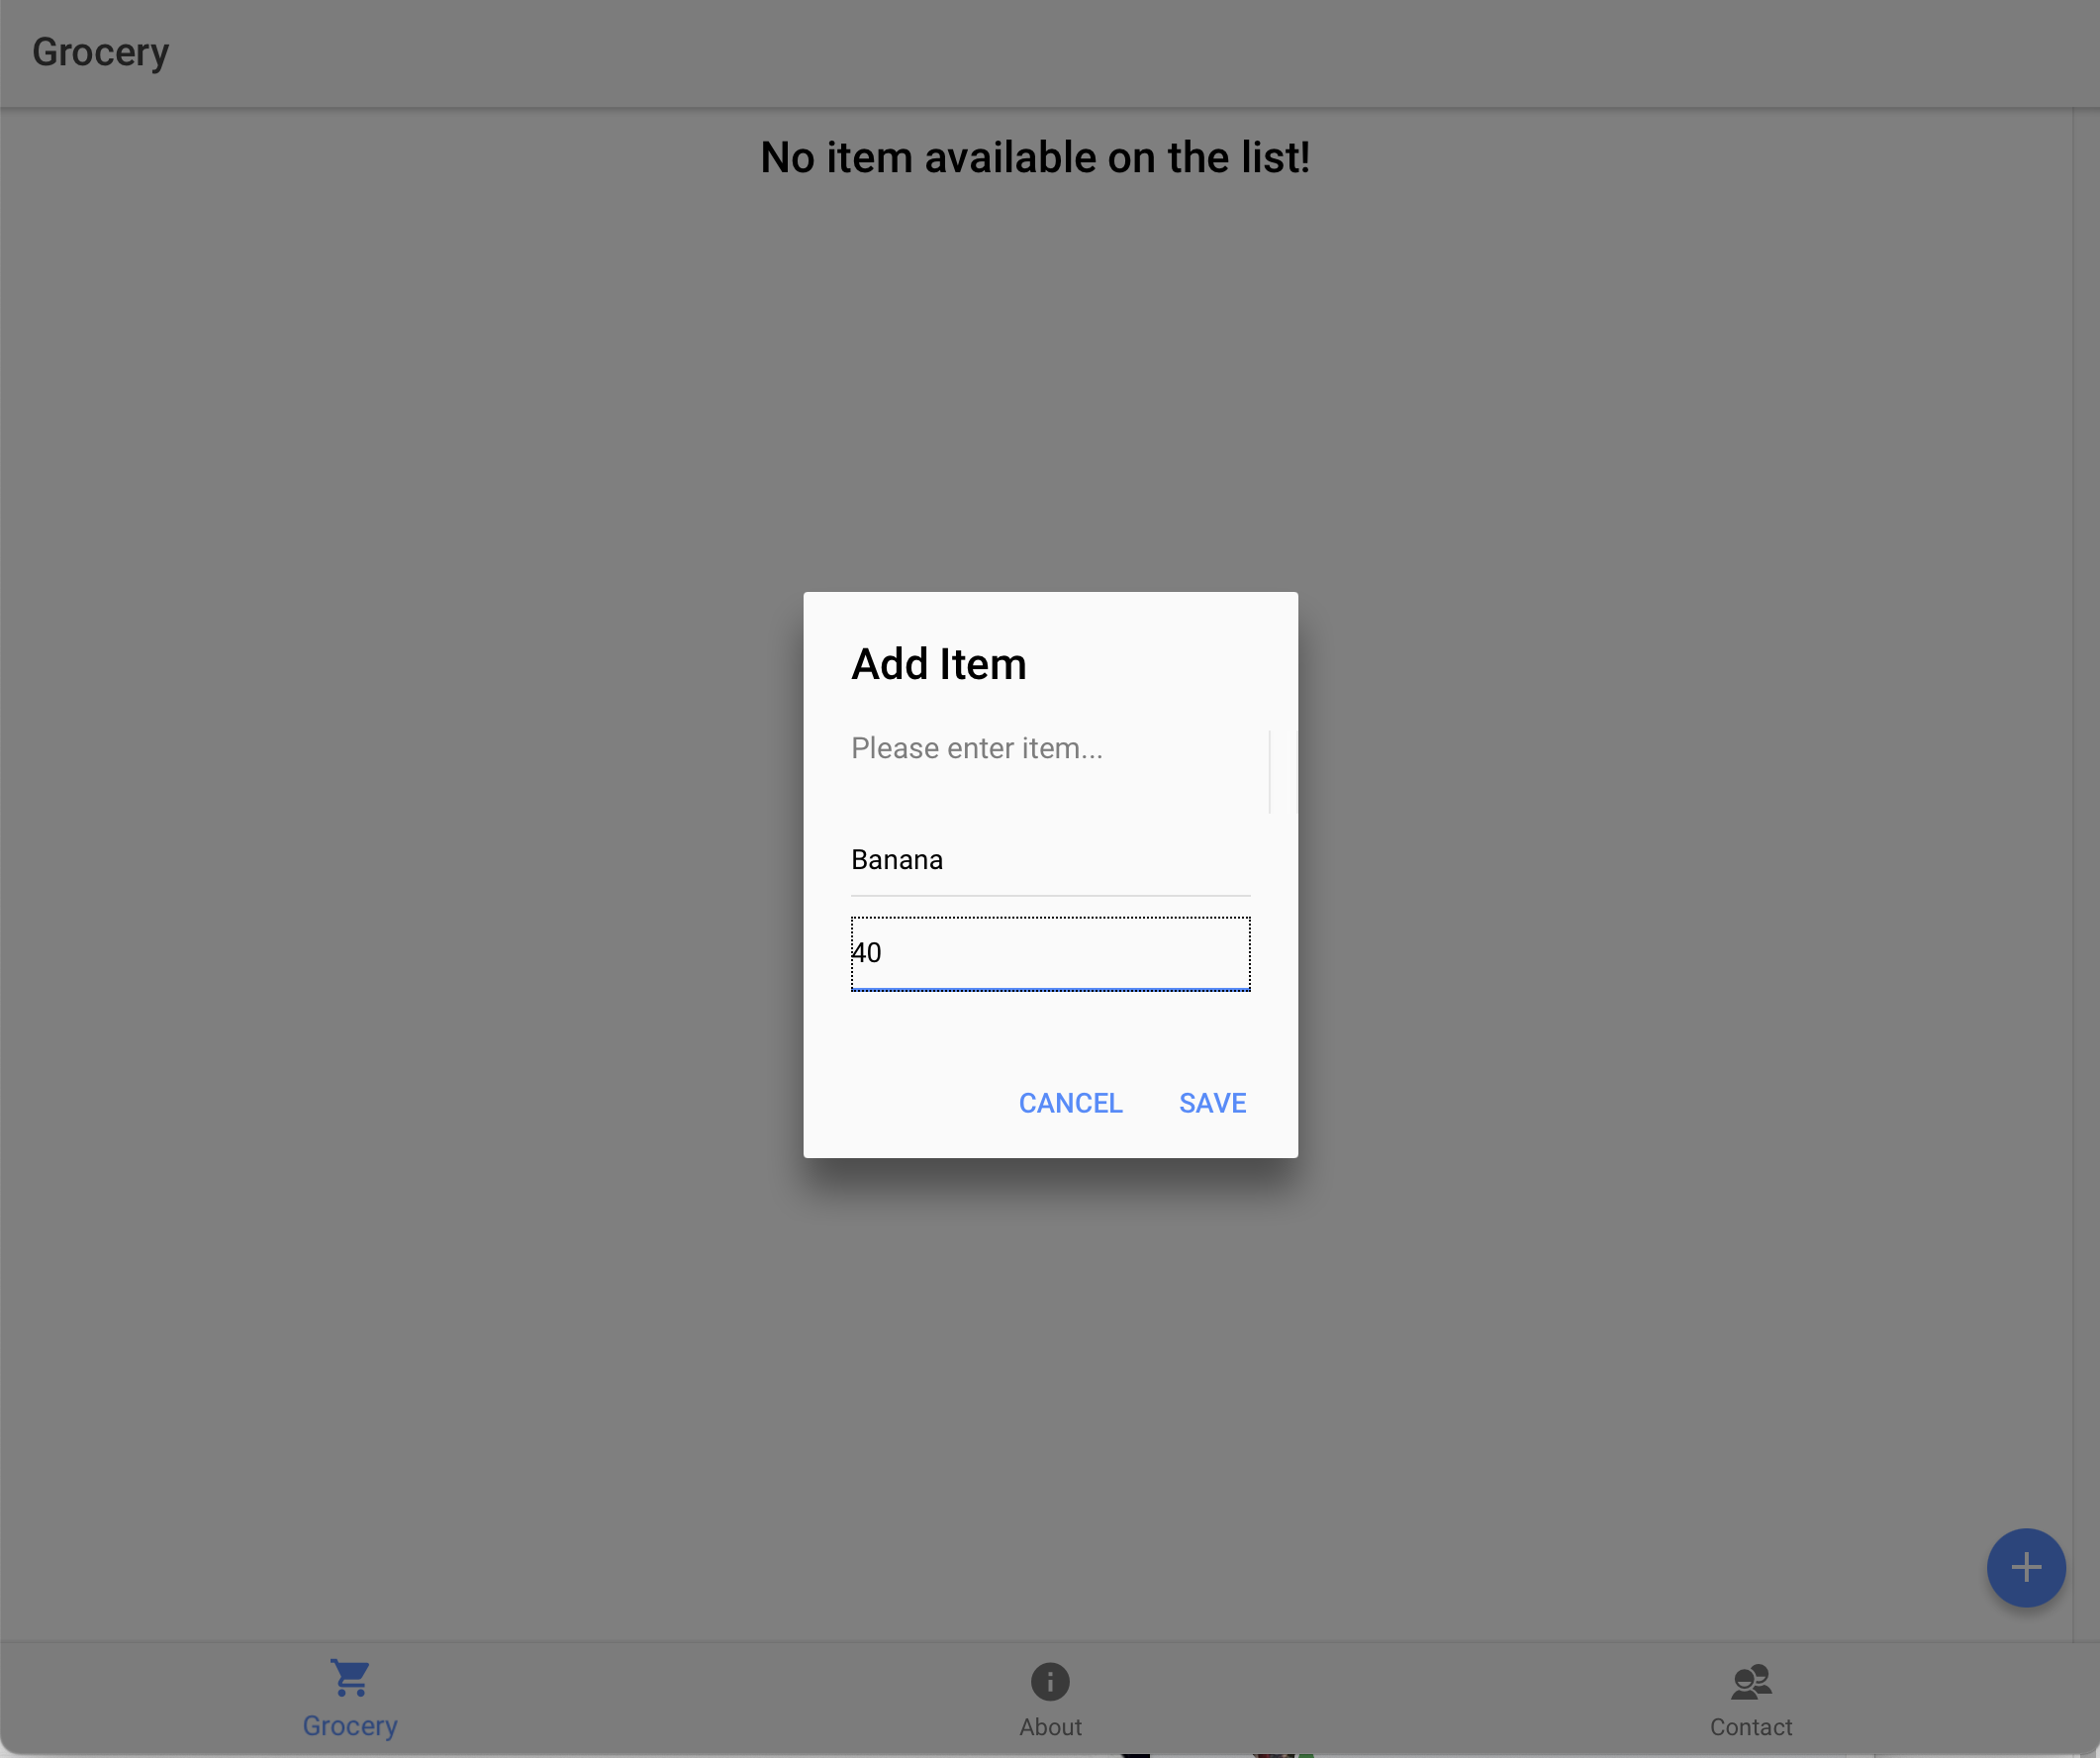 Grocery
No item available on the list!
Add Item
Please enter item...
Banana
40
CANCEL SAVE
Grocery About Contact